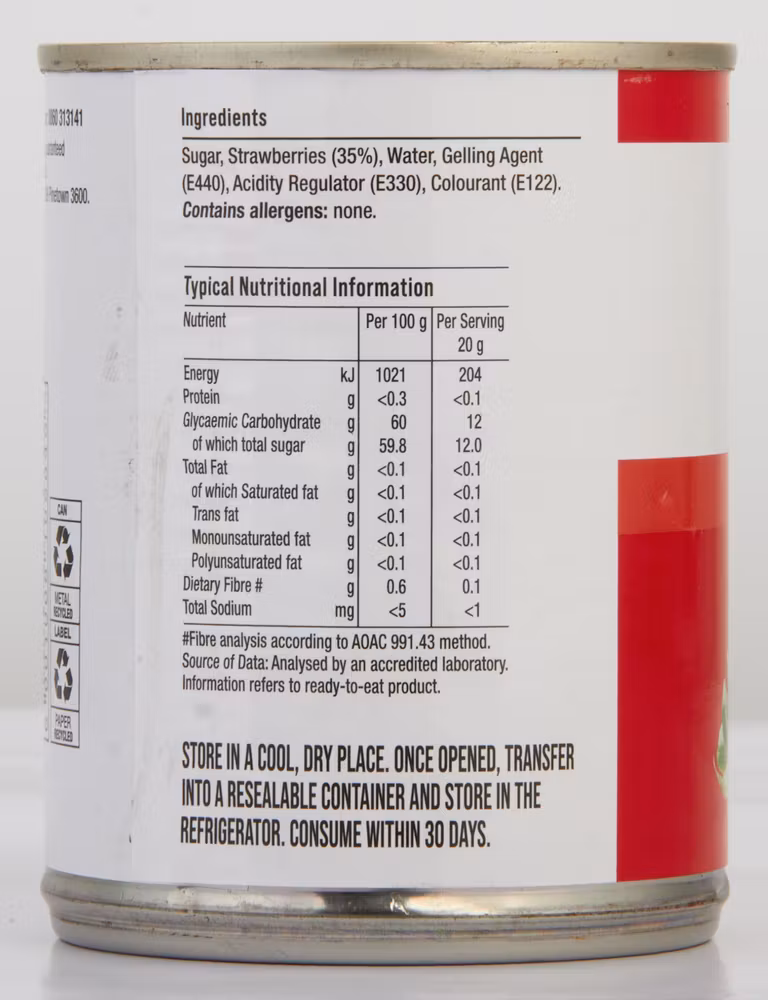 313141
Pinetown 3600.
CAN
METAL
RECYCLED
LABEL
PAPER
RECYCLED
Ingredients
Sugar, Strawberries (35%), Water, Gelling Agent
(E440), Acidity Regulator (E330), Colourant (E122).
Contains allergens: none.
Typical Nutritional Information
Nutrient Per 100 g Per Serving
20 g
Energy kJ 1021 204
Protein g <0.3 <0.1
Glycaemic Carbohydrate g 60 12
of which total sugar g 59.8 12.0
Total Fat g <0.1 <0.1
of which Saturated fat g <0.1 <0.1
Trans fat g <0.1 <0.1
Monounsaturated fat g <0.1 <0.1
Polyunsaturated fat g <0.1 <0.1
Dietary Fibre # g 0.6 0.1
Total Sodium mg <5 <1
#Fibre analysis according to AOAC 991.43 method.
Source of Data: Analysed by an accredited laboratory.
Information refers to ready-to-eat product.
STORE IN A COOL, DRY PLACE. ONCE OPENED, TRANSFER
INTO A RESEALABLE CONTAINER AND STORE IN THE
REFRIGERATOR. CONSUME WITHIN 30 DAYS.